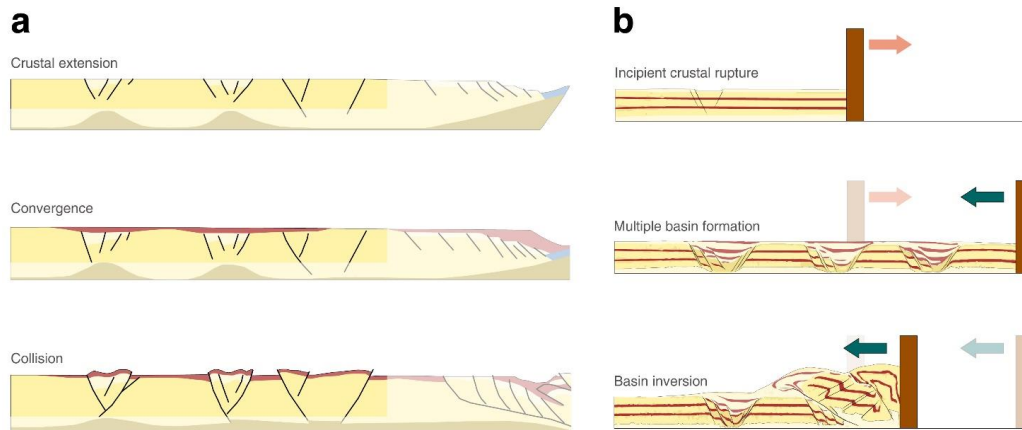 a
Crustal extension
Convergence
Collision
b
Incipient crustal rupture
Multiple basin formation
Basin inversion